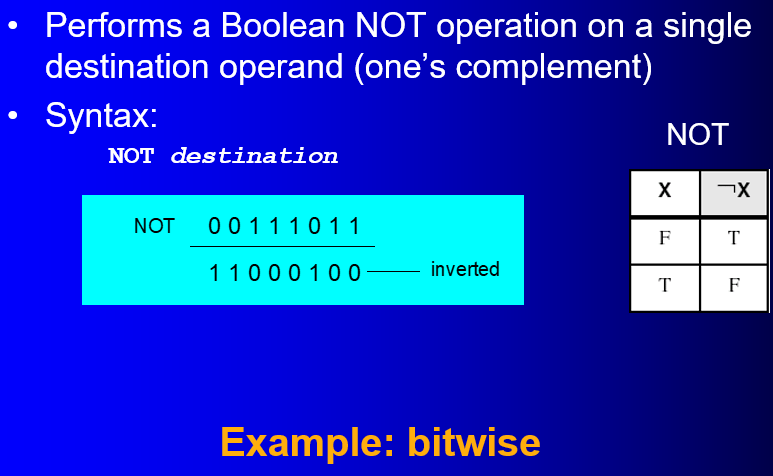 • Performs a Boolean NOT operation on a single
destination operand (one's complement)
• Syntax:
NOT destination
NOT 0 0 1 1 1 0 1 1
1 1 0 0 0 1 0 0 inverted
NOT
X ¬X
F T
T F
Example: bitwise